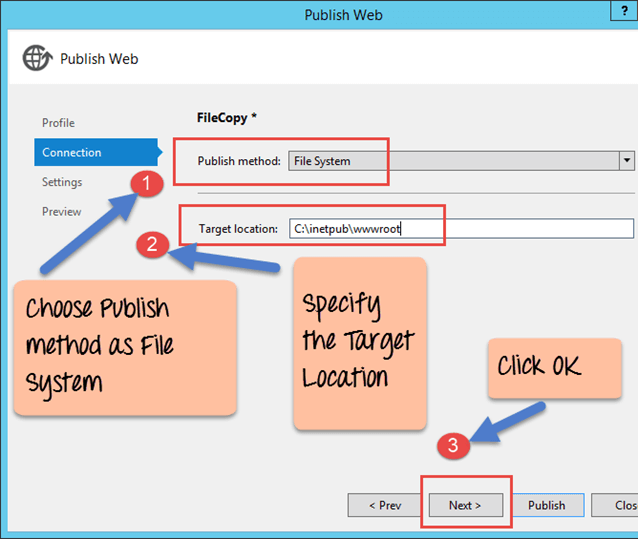 Publish Web
?
Publish Web
Profile
Connection
Settings
Preview
FileCopy *
Publish method: File System
Target location: C:\inetpub\wwwroot
1
2
Choose Publish
method as File
System
Specify
the Target
Location
Click OK
3
< Prev
Next >
Publish
Clos